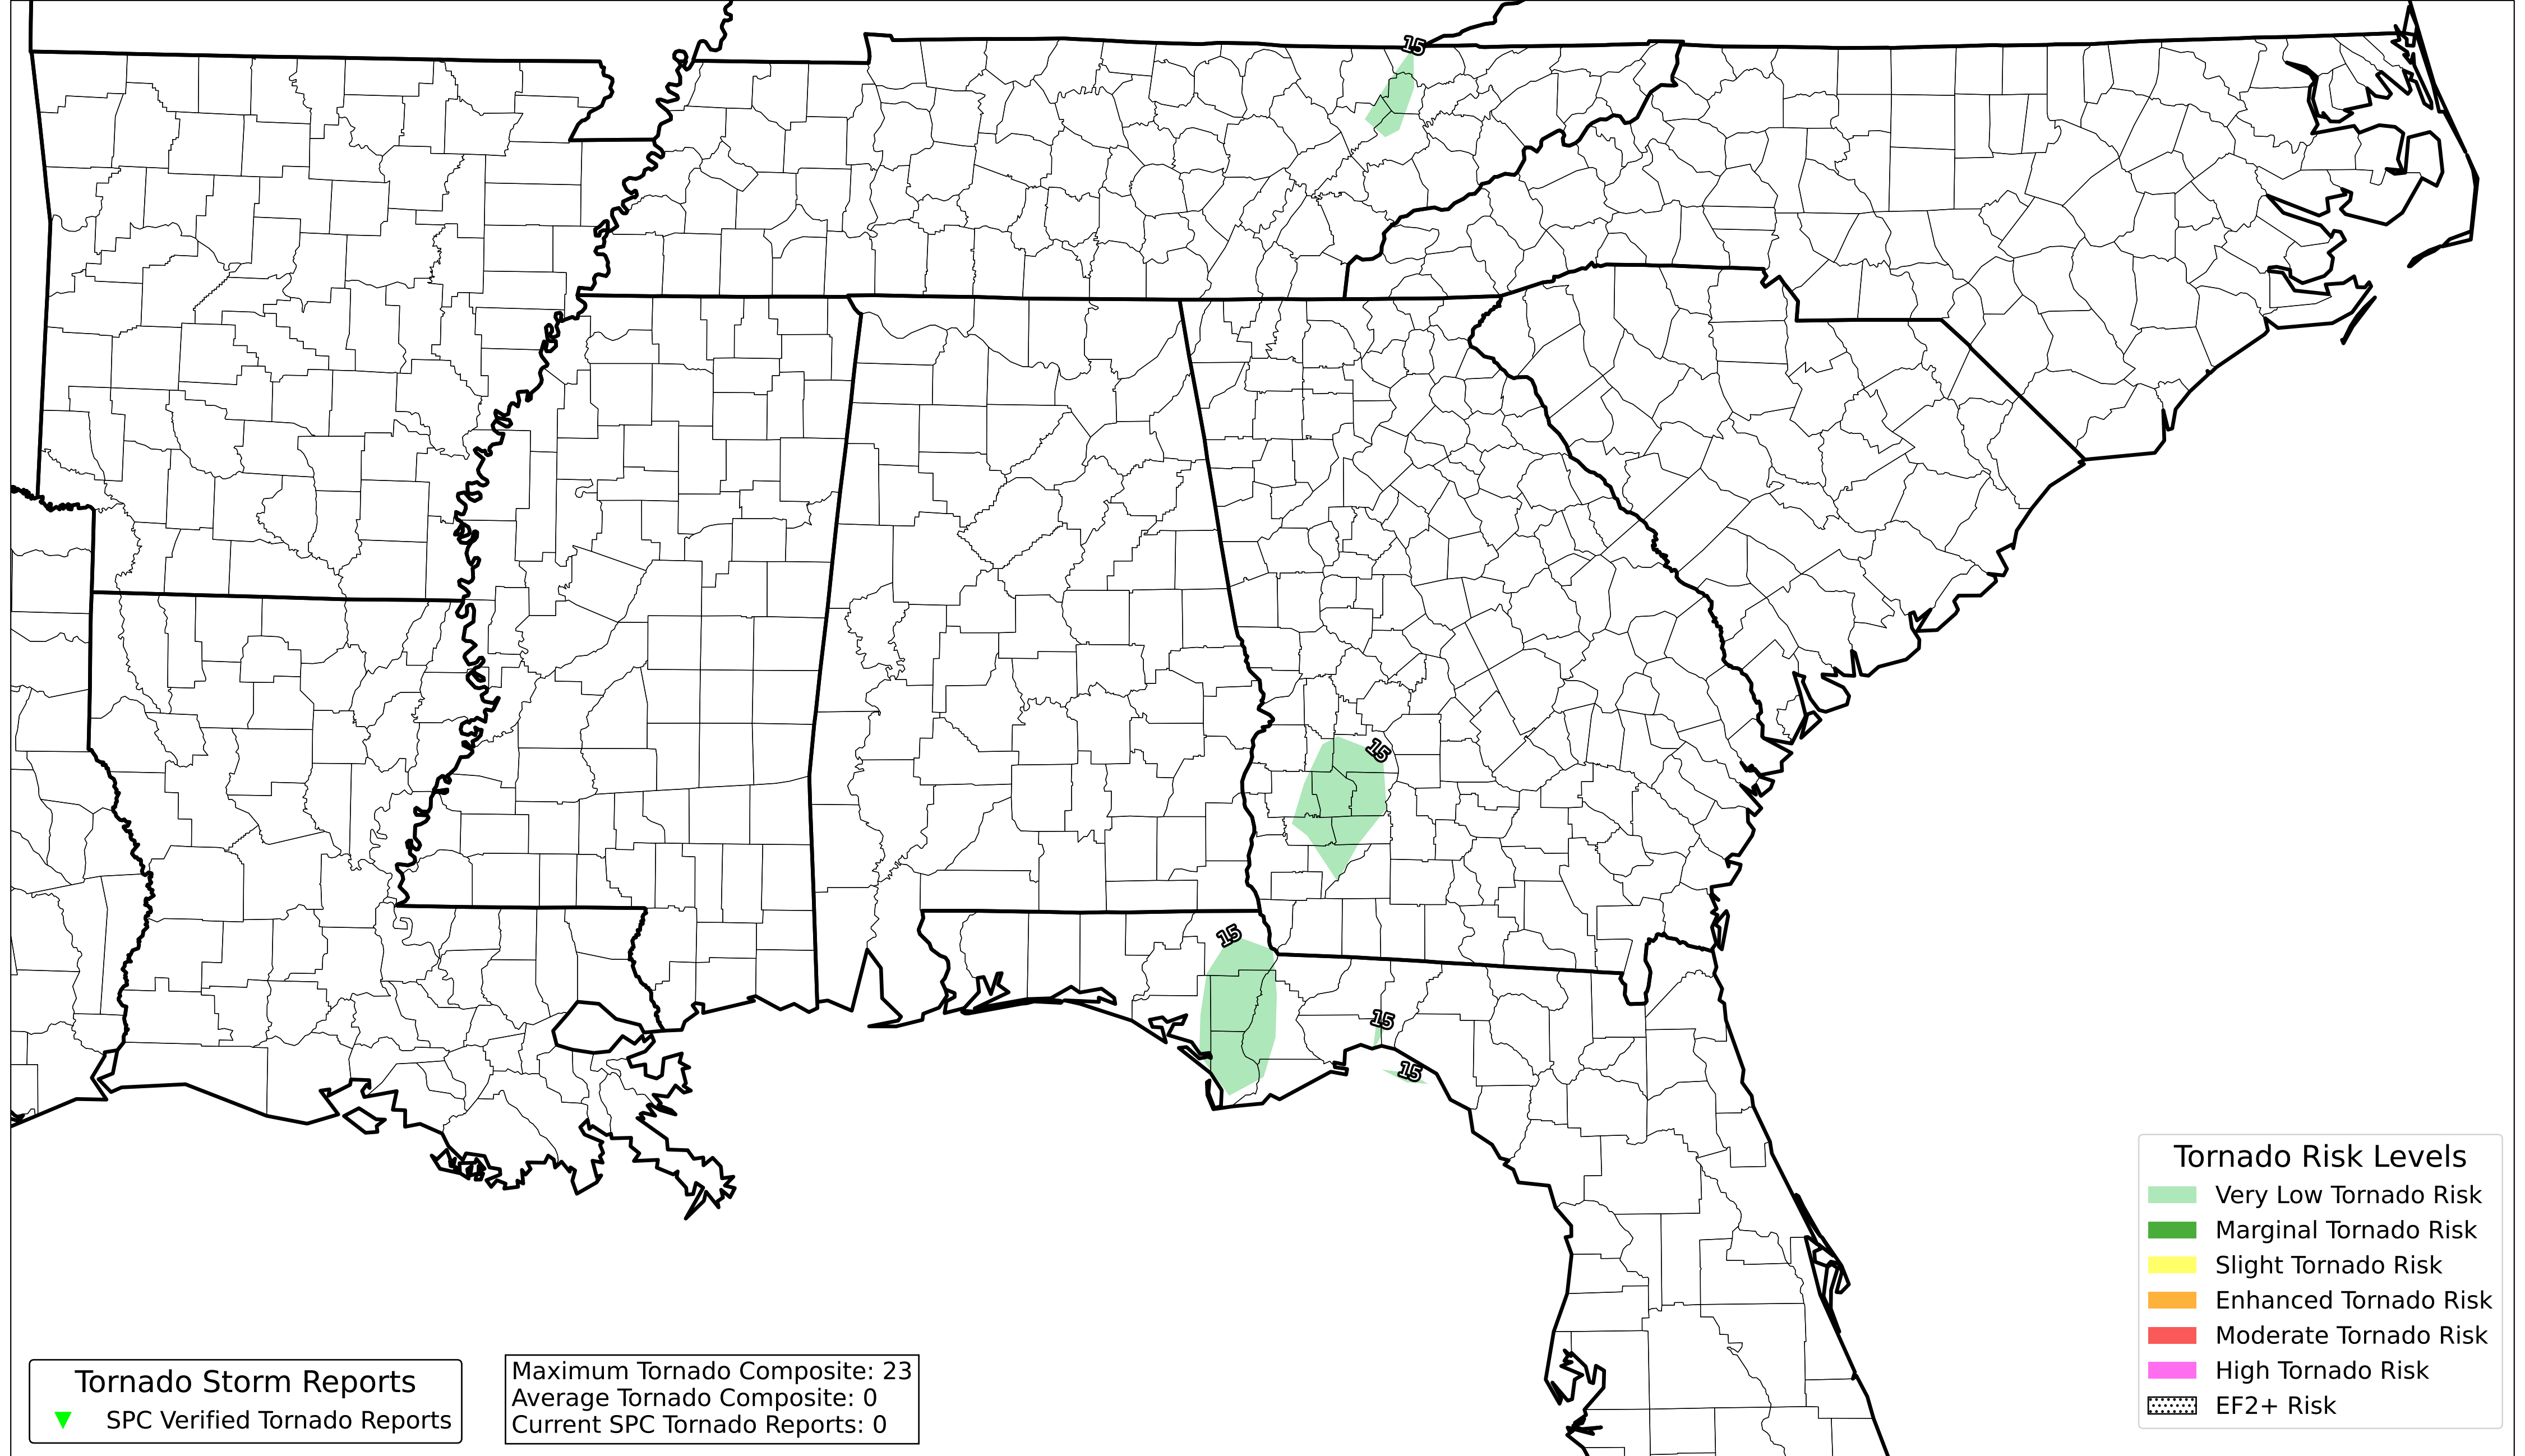 15
15
15
15
15
Tornado Risk Levels
Very Low Tornado Risk
Marginal Tornado Risk
Slight Tornado Risk
Enhanced Tornado Risk
Moderate Tornado Risk
High Tornado Risk
EF2+ Risk
Tornado Storm Reports
SPC Verified Tornado Reports
Maximum Tornado Composite: 23
Average Tornado Composite: 0
Current SPC Tornado Reports: 0